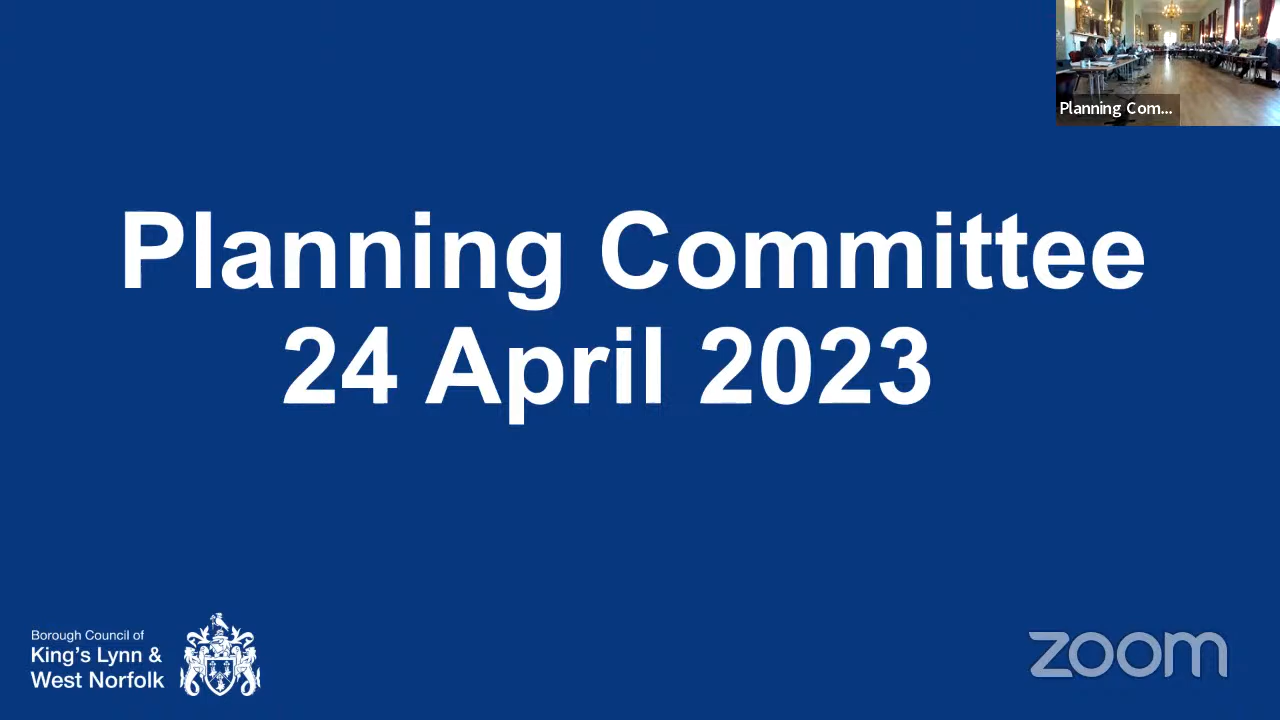 Planning Com...
Planning Committee
24 April 2023
Borough Council of
King's Lynn &
West Norfolk
zoom